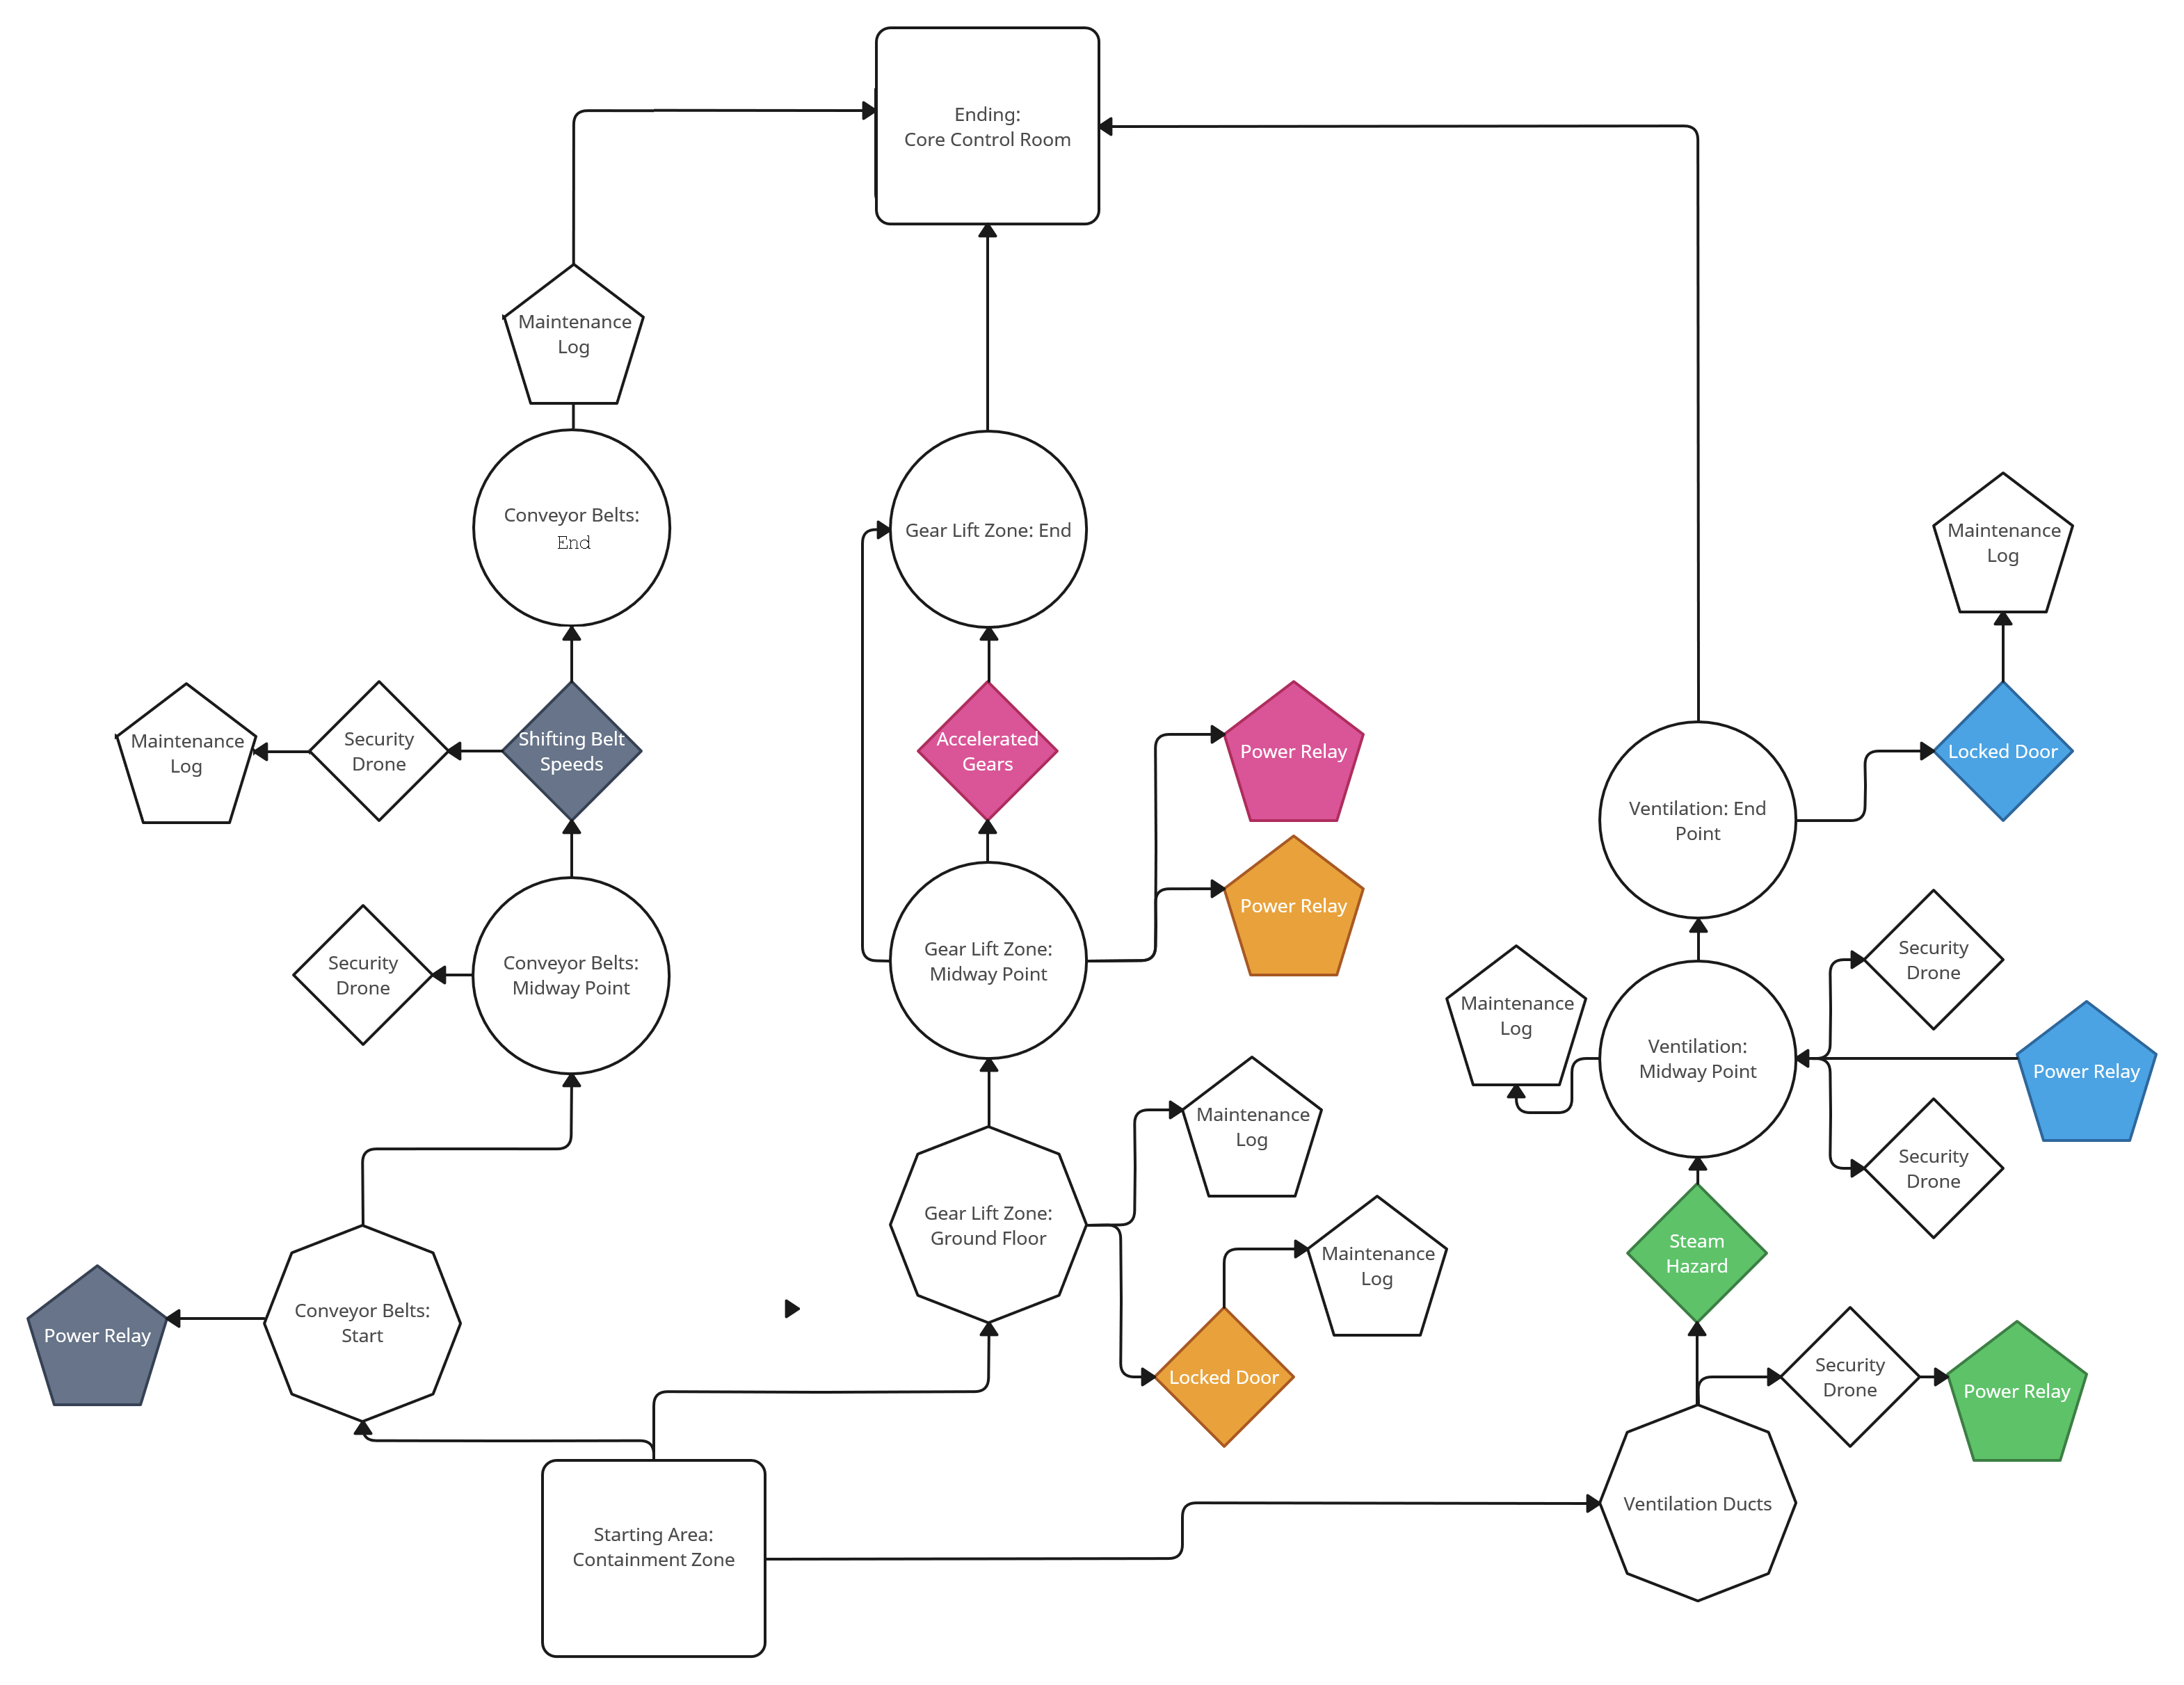 Ending:
Core Control Room
Maintenance
Log
Conveyor Belts:
End
Gear Lift Zone: End
Maintenance
Log
Maintenance
Log
Security
Drone
Shifting Belt
Speeds
Accelerated
Gears
Power Relay
Locked Door
Ventilation: End
Point
Power Relay
Security
Drone
Conveyor Belts:
Midway Point
Gear Lift Zone:
Midway Point
Security
Drone
Maintenance
Log
Ventilation:
Midway Point
Power Relay
Maintenance
Log
Security
Drone
Gear Lift Zone:
Ground Floor
Maintenance
Log
Steam
Hazard
Power Relay
Conveyor Belts:
Start
Locked Door
Security
Drone
Power Relay
Ventilation Ducts
Starting Area:
Containment Zone